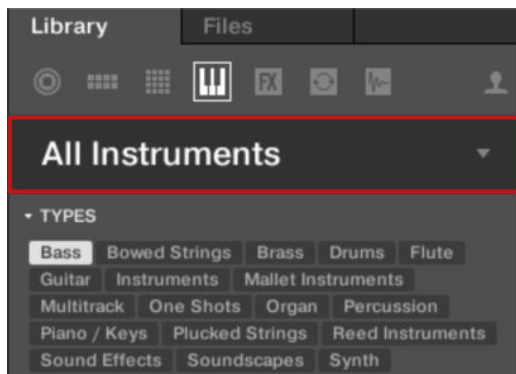 Library Files
FX
All Instruments
TYPES
Bass Bowed Strings Brass Drums Flute
Guitar Instruments Mallet Instruments
Multitrack One Shots Organ Percussion
Piano / Keys Plucked Strings Reed Instruments
Sound Effects Soundscapes Synth